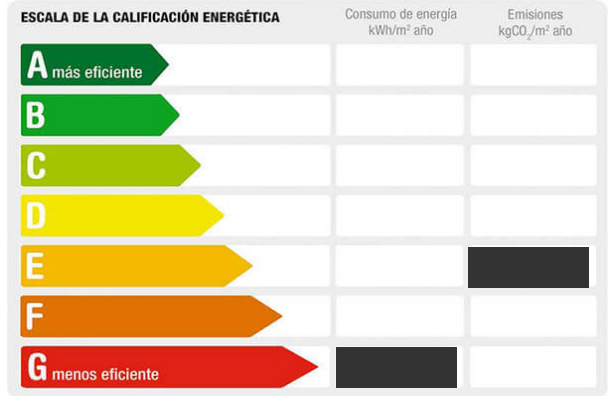 ESCALA DE LA CALIFICACIÓN ENERGÉTICA
Consumo de energía
kWh/m² año
Emisiones
kgCO₂/m² año
A más eficiente
B
C
D
E
F
G menos eficiente